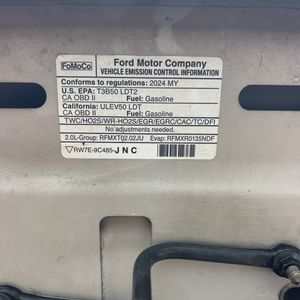 FoMoCo
Ford Motor Company
VEHICLE EMISSION CONTROL INFORMATION
Conforms to regulations: 2024 MY
U.S. EPA: T3B50 LDT2
CA OBD II Fuel: Gasoline
California: ULEV50 LDT
CA OBD II Fuel: Gasoline
TWC/HO2S/WR-HO2S/EGR/EGRC/CAC/TC/DFI
No adjustments needed.
2.0L-Group: RFMXT02.02JU Evap: RFMXR0135NDF
RW7E-9C485-JNC